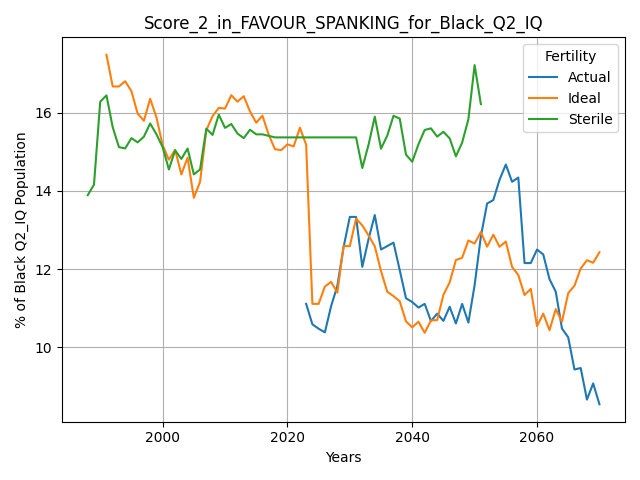 Score_2_in_FAVOUR_SPANKING_for_Black_Q2_IQ
Fertility
Actual
Ideal
Sterile
% of Black Q2_IQ Population
16
14
12
10
2000 2020 2040 2060
Years